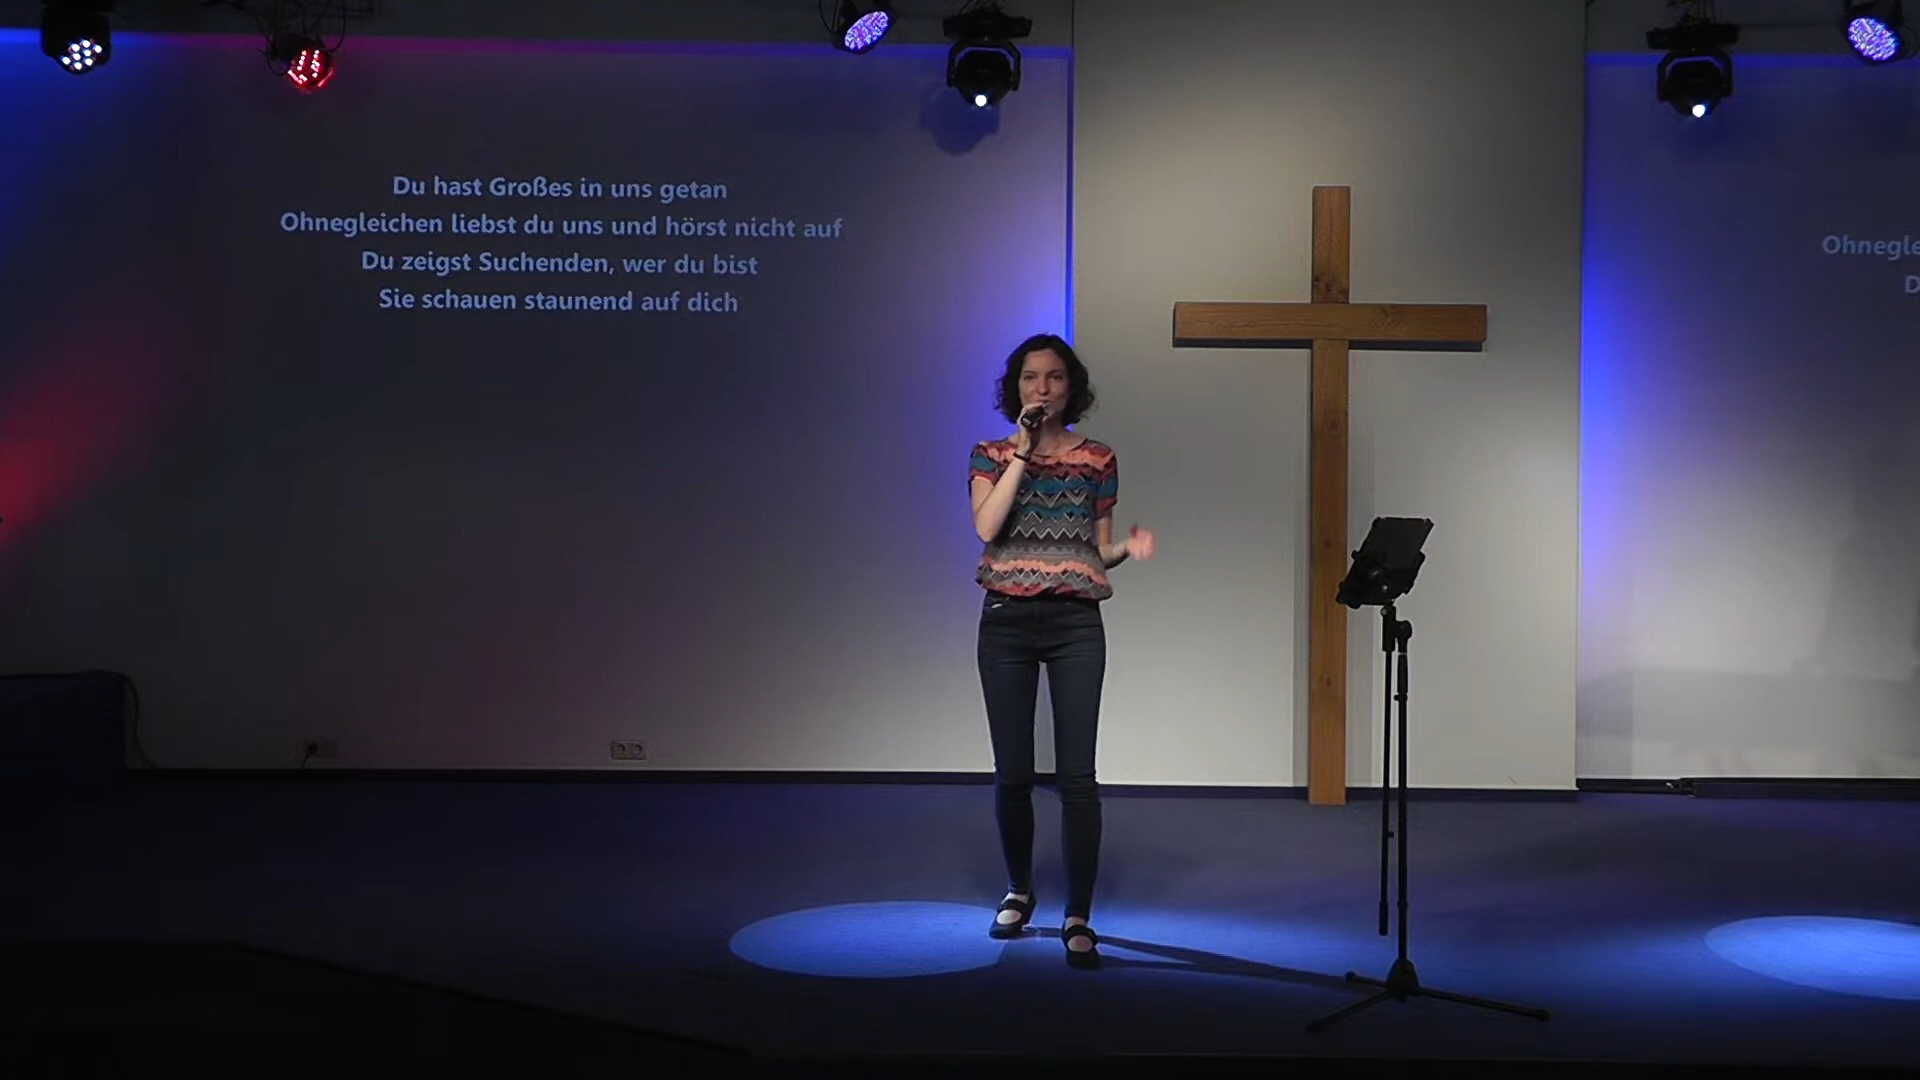 Du hast Großes in uns getan
Ohnegleichen liebst du uns und hörst nicht auf
Du zeigst Suchenden, wer du bist
Sie schauen staunend auf dich